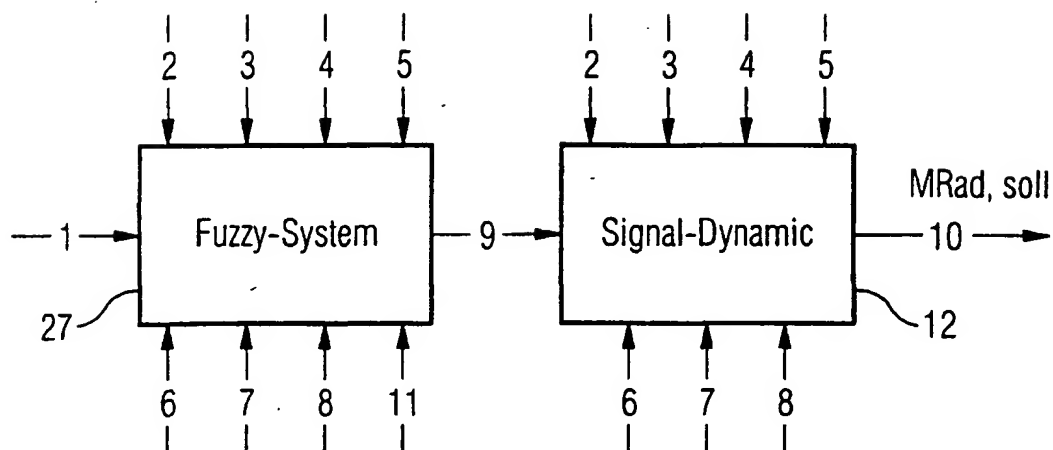 2 3 4 5 2 3 4 5
MRad, soll
1 Fuzzy-System 9 Signal-Dynamic 10
27 12
6 7 8 11 6 7 8